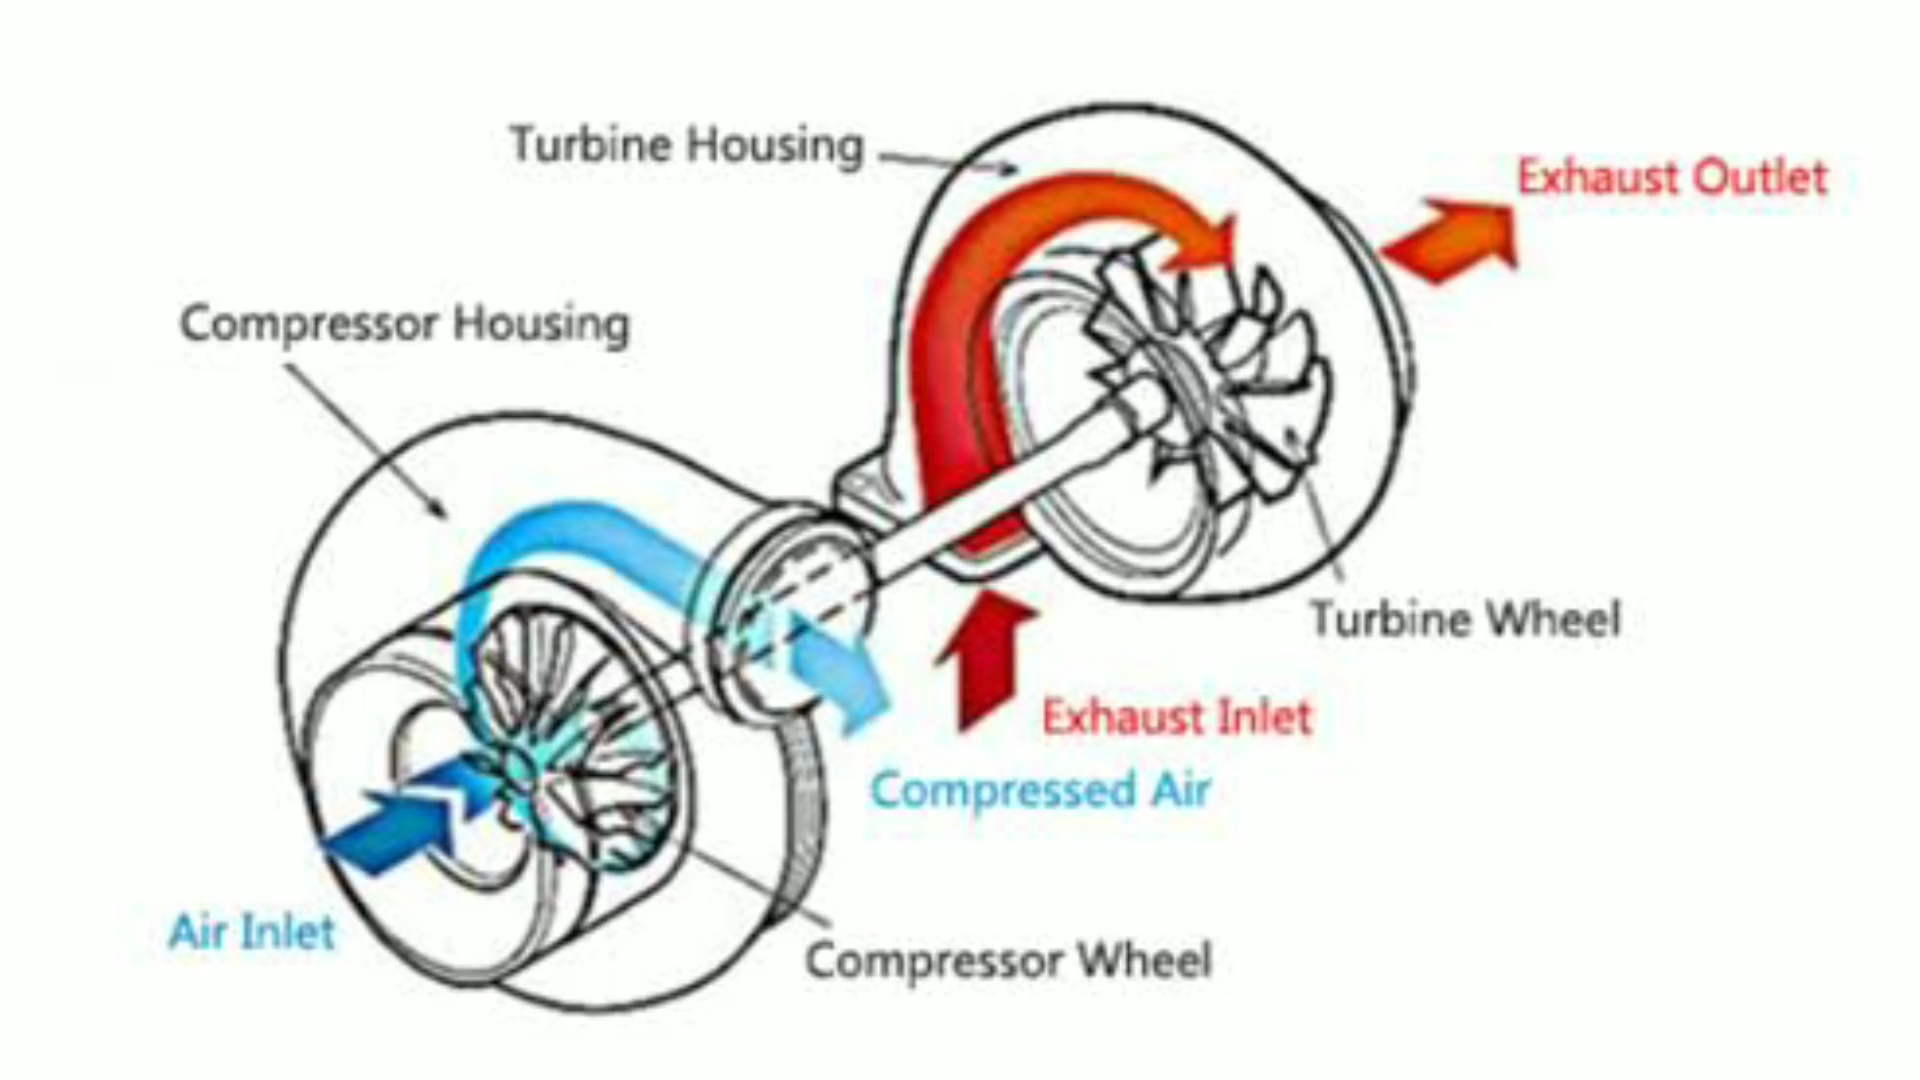 Turbine Housing
Exhaust Outlet
Compressor Housing
Turbine Wheel
Exhaust Inlet
Compressed Air
Air Inlet
Compressor Wheel